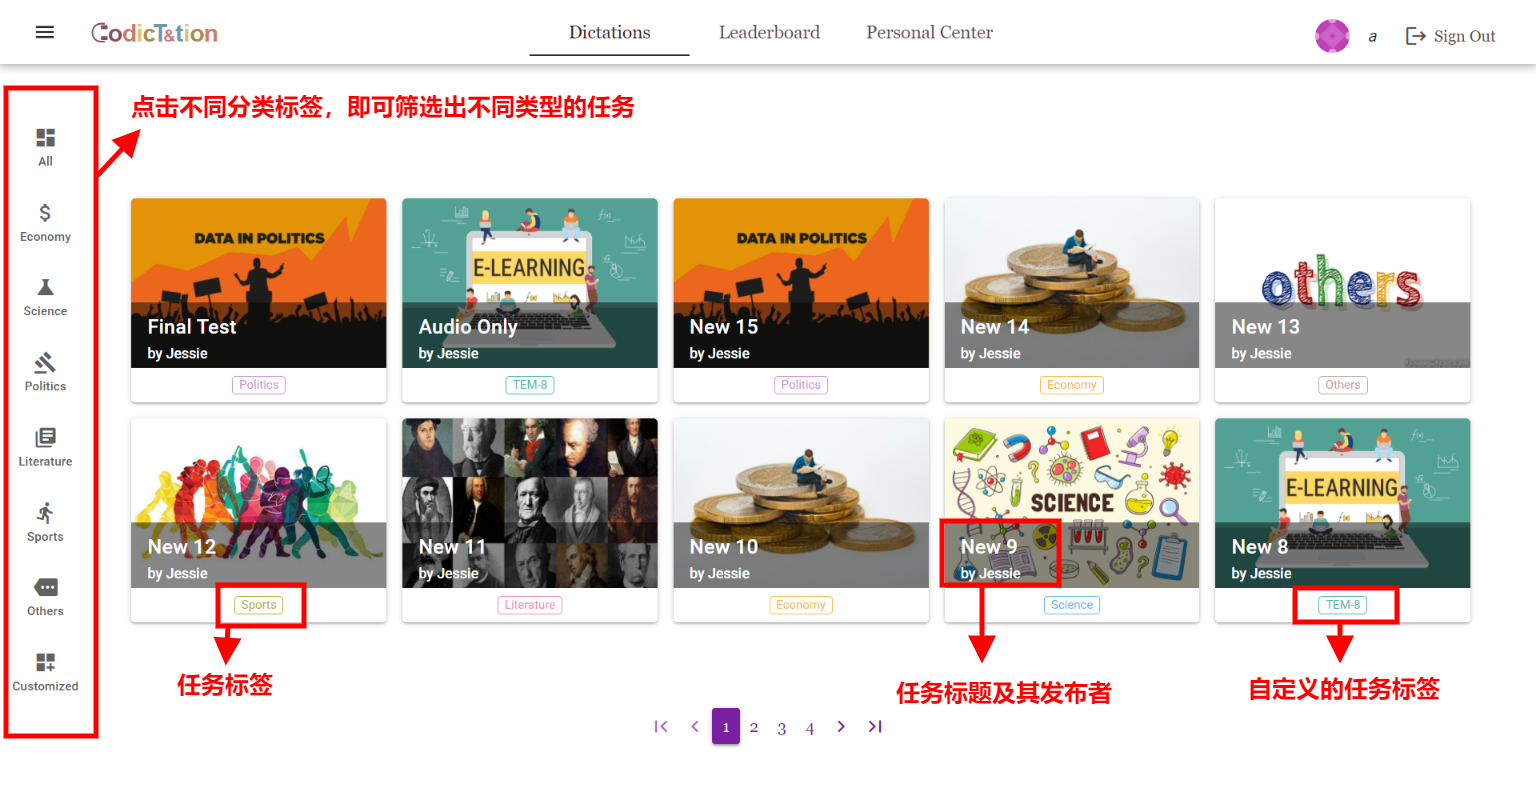 CodicT&tion
Dictations
Leaderboard
Personal Center
a
Sign Out
点击不同分类标签，即可筛选出不同类型的任务
All
Economy
Science
Politics
Literature
Sports
Others
Customized
DATA IN POLITICS
Final Test
by Jessie
Politics
E-LEARNING
Audio Only
by Jessie
TEM-8
DATA IN POLITICS
New 15
by Jessie
Politics
New 14
by Jessie
Economy
others
New 13
by Jessie
Others
New 12
by Jessie
Sports
New 11
by Jessie
Literature
New 10
by Jessie
Economy
SCIENCE
New 9
by Jessie
Science
E-LEARNING
New 8
by Jessie
TEM-8
任务标签
任务标题及其发布者
自定义的任务标签
1 2 3 4